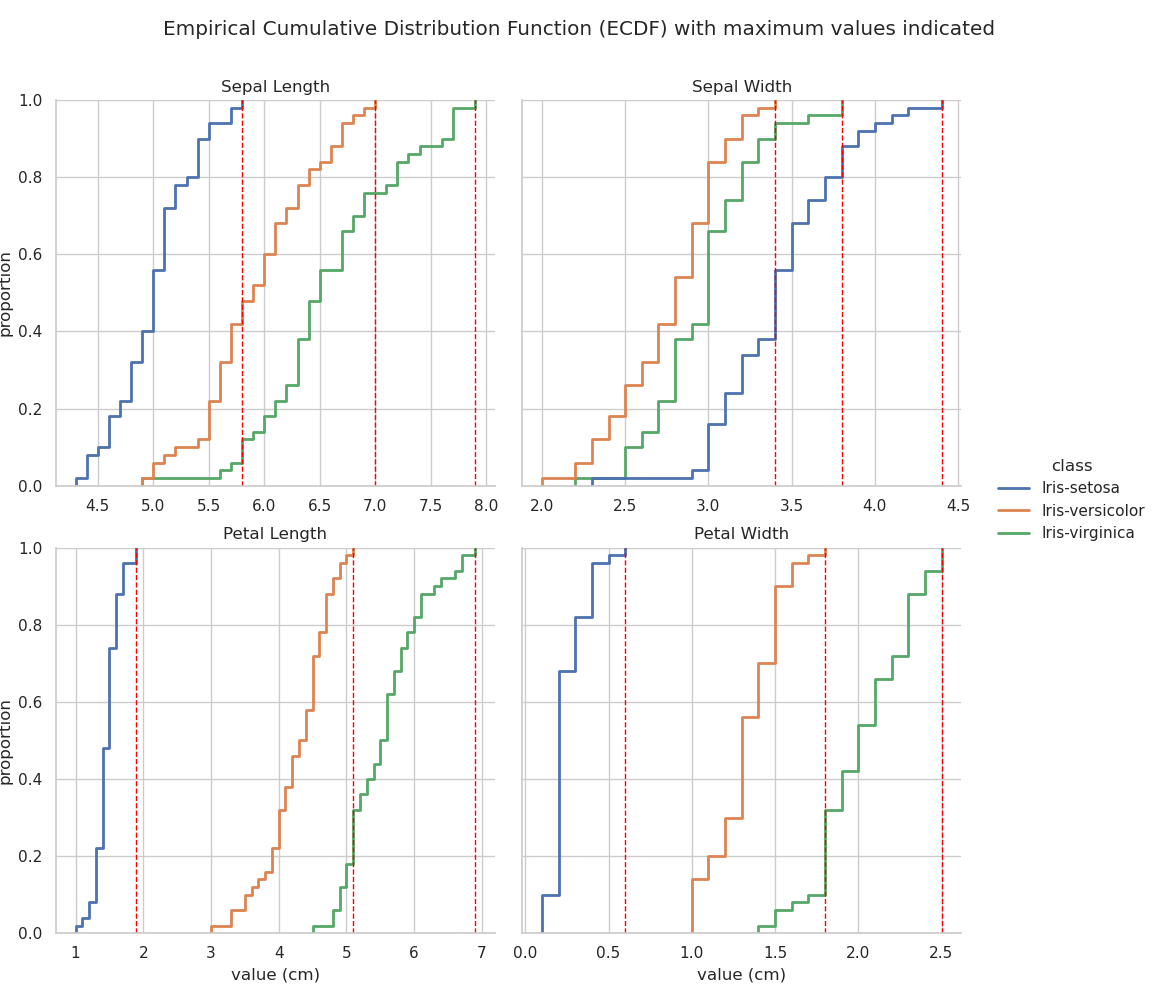 Empirical Cumulative Distribution Function (ECDF) with maximum values indicated
Sepal Length
1.0
0.8
0.6
0.4
0.2
0.0
proportion
4.5 5.0 5.5 6.0 6.5 7.0 7.5 8.0
Sepal Width
2.0 2.5 3.0 3.5 4.0 4.5
Petal Length
1.0
0.8
0.6
0.4
0.2
0.0
proportion
1 2 3 4 5 6 7
value (cm)
Petal Width
0.0 0.5 1.0 1.5 2.0 2.5
value (cm)
class
Iris-setosa
Iris-versicolor
Iris-virginica